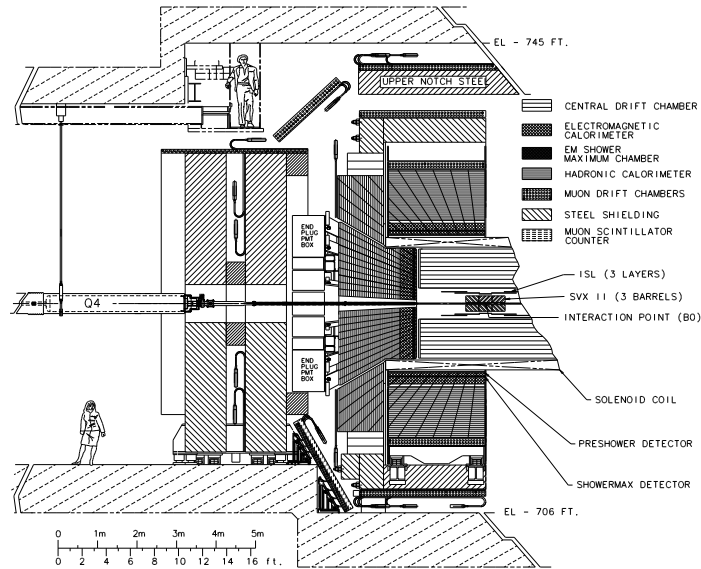 EL - 745 FT.
UPPER NOTCH STEEL
CENTRAL DRIFT CHAMBER
ELECTROMAGNETIC
CALORIMETER
EM SHOWER
MAXIMUM CHAMBER
HADRONIC CALORIMETER
MUON DRIFT CHAMBERS
STEEL SHIELDING
MUON SCINTILLATOR
COUNTER
END
PLUG
PMT
BOX
ISL (3 LAYERS)
Q4
SVX II (3 BARRELS)
INTERACTION POINT (B0)
END
PLUG
PMT
BOX
SOLENOID COIL
PRESHOWER DETECTOR
SHOWERMAX DETECTOR
EL - 706 FT.
0 1m 2m 3m 4m 5m
0 2 4 6 8 10 12 14 16 ft.